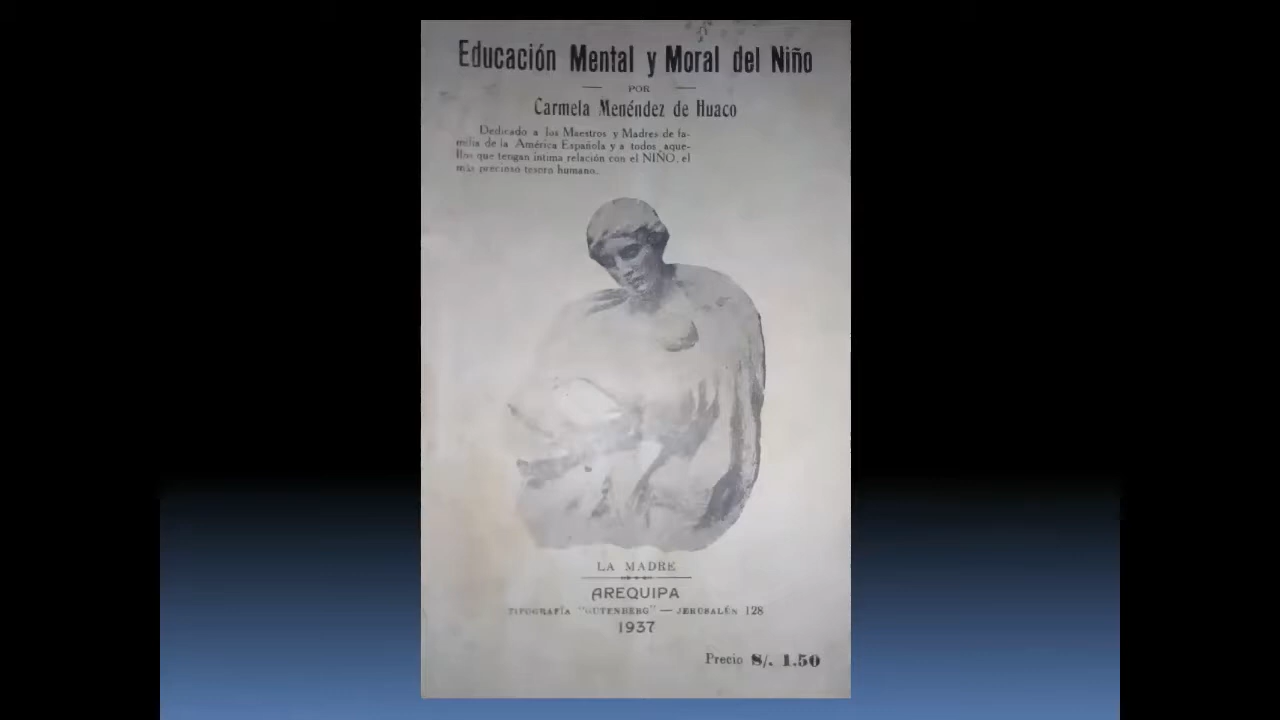 Educación Mental y Moral del Niño
POR
Carmela Menéndez de Huaco
Dedicado a los Maestros y Madres de fa-
milia de la América Española y a todos aque-
llos que tengan íntima relación con el NIÑO, el
más precioso tesoro humano.
LA MADRE
AREQUIPA
TIPOGRAFÍA "GUTENBERG" — JERUSALÉN 128
1937
Precio S/. 1.50